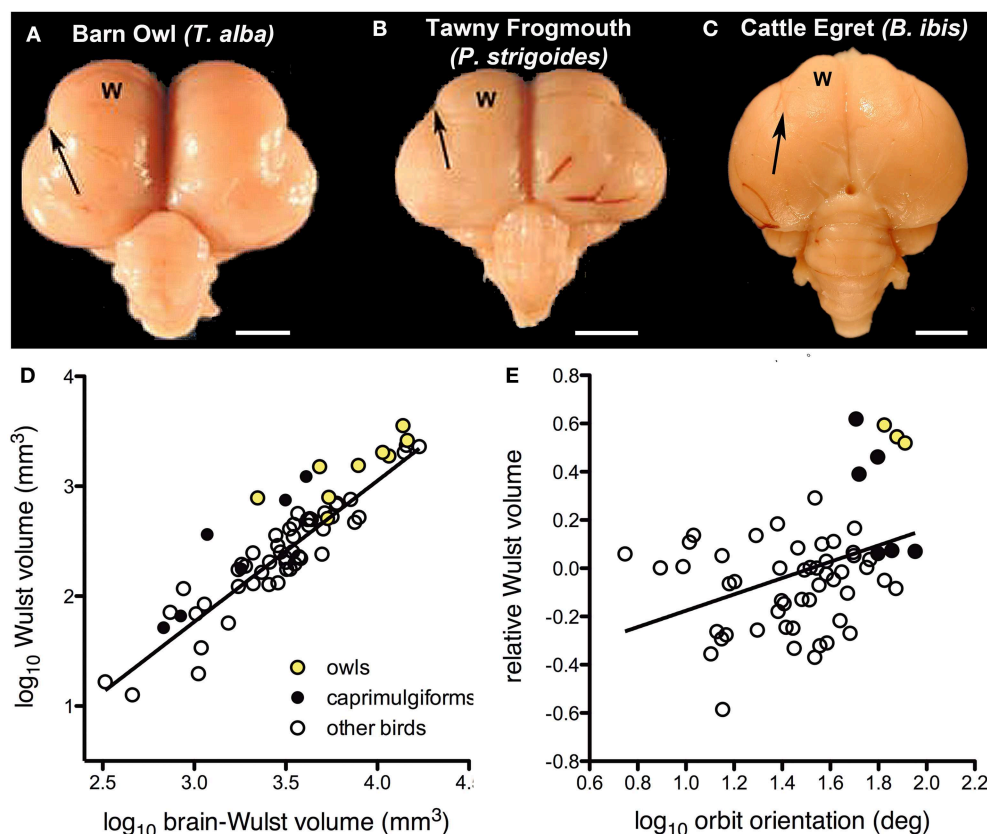 A Barn Owl (T. alba)
B Tawny Frogmouth
(P. strigoides)
C Cattle Egret (B. ibis)
W
W
W
D
4
3
2
1
log10 Wulst volume (mm3)
2.5 3.0 3.5 4.0 4.5
log10 brain-Wulst volume (mm3)
owls
caprimulgiforms
other birds
E
0.8
0.6
0.4
0.2
0.0
-0.2
-0.4
-0.6
-0.8
relative Wulst volume
0.6 0.8 1.0 1.2 1.4 1.6 1.8 2.0 2.2
log10 orbit orientation (deg)